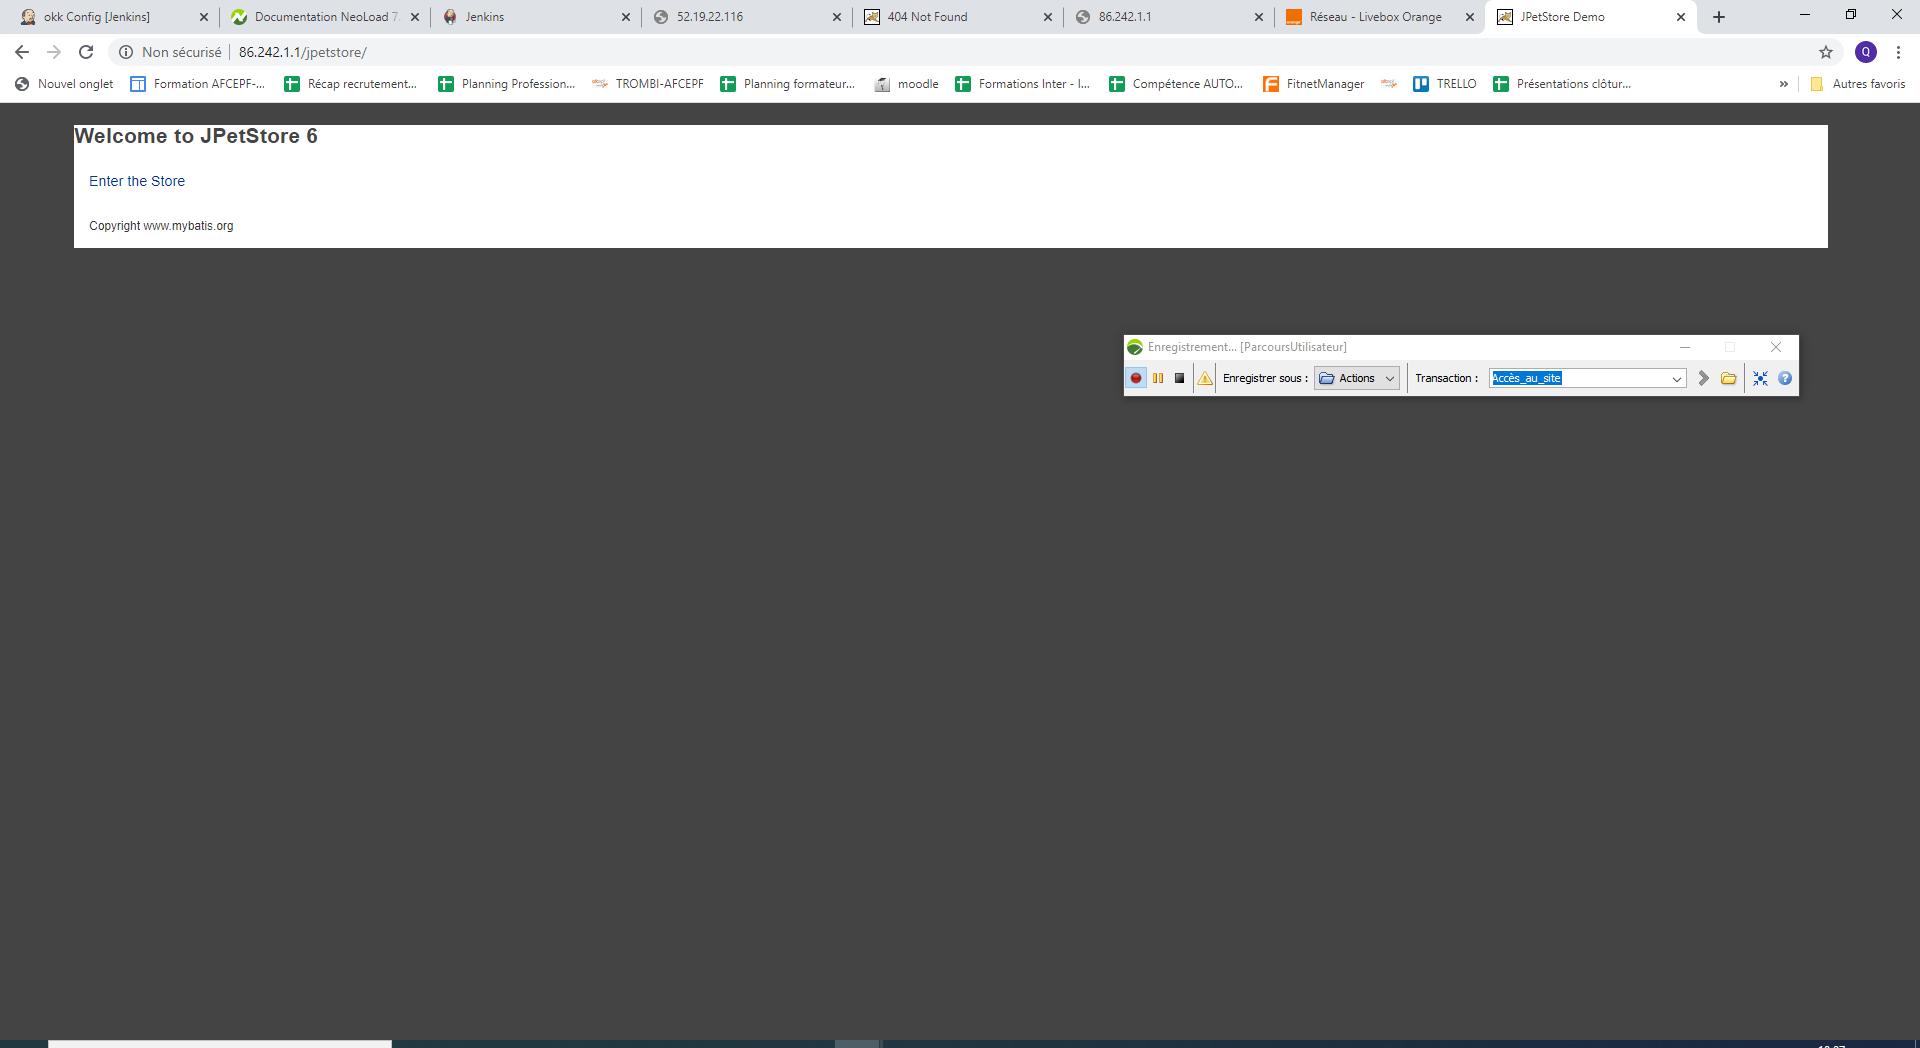 okk Config [Jenkins]
Documentation NeoLoad 7.
Jenkins
52.19.22.116
404 Not Found
86.242.1.1
Réseau - Livebox Orange
JPetStore Demo
Non sécurisé
86.242.1.1/jpetstore/
Q
Nouvel onglet
Formation AFCEPF-...
Récap recrutement...
Planning Profession...
TROMBI-AFCEPF
Planning formateur...
moodle
Formations Inter - I...
Compétence AUTO...
FitnetManager
TRELLO
Présentations clôtur...
»
Autres favoris
Welcome to JPetStore 6
Enter the Store
Copyright www.mybatis.org
Enregistrement... [ParcoursUtilisateur]
Enregistrer sous : Actions Transaction : Accès_au_site